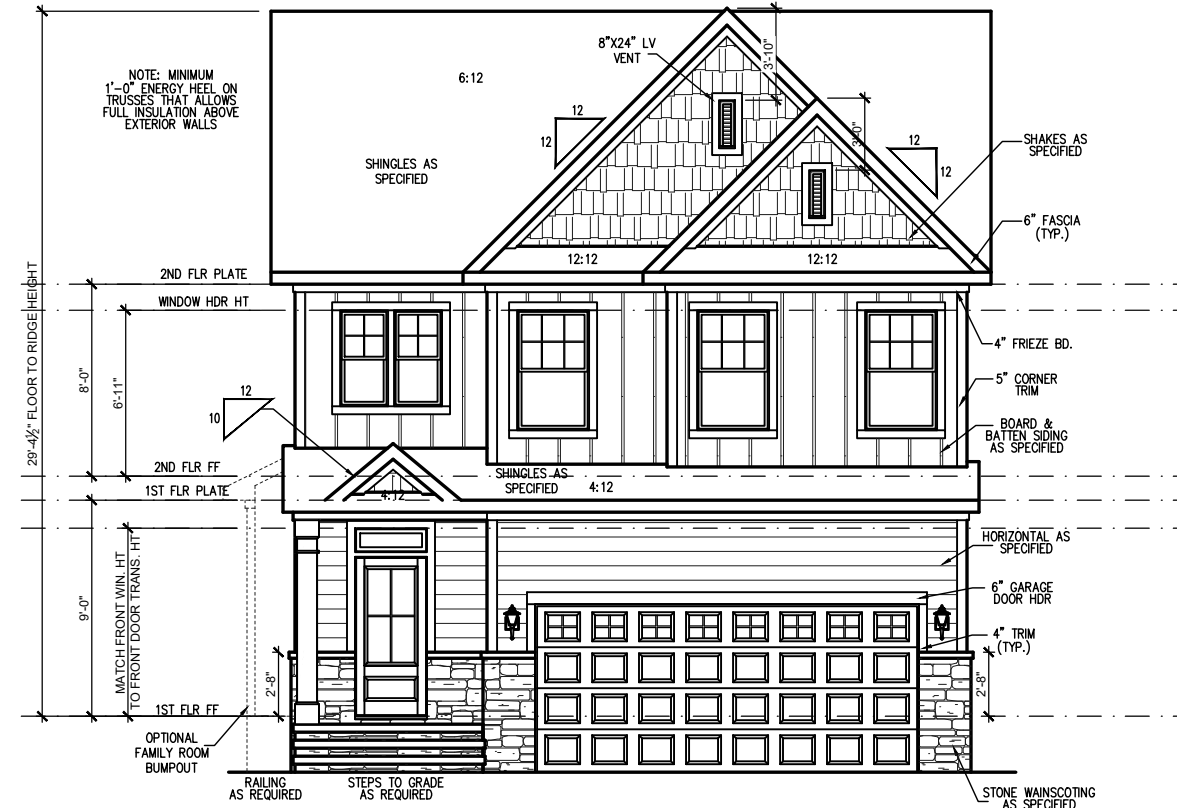 8"X24" LV
VENT
3'-10"
NOTE: MINIMUM
1'-0" ENERGY HEEL ON
TRUSSES THAT ALLOWS
FULL INSULATION ABOVE
EXTERIOR WALLS
6:12
12
12
SHINGLES AS
SPECIFIED
3'-0"
12
12
SHAKES AS
SPECIFIED
6" FASCIA
(TYP.)
12:12
12:12
29'-4½" FLOOR TO RIDGE HEIGHT
2ND FLR PLATE
WINDOW HDR HT
8'-0"
6'-11"
4" FRIEZE BD.
5" CORNER
TRIM
BOARD &
BATTEN SIDING
AS SPECIFIED
12
10
2ND FLR FF
1ST FLR PLATE
SHINGLES AS
SPECIFIED
4:12
4:12
9'-0"
MATCH FRONT WIN. HT
TO FRONT DOOR TRANS. HT
HORIZONTAL AS
SPECIFIED
6" GARAGE
DOOR HDR
4" TRIM
(TYP.)
2'-8"
2'-8"
1ST FLR FF
OPTIONAL
FAMILY ROOM
BUMPOUT
RAILING
AS REQUIRED
STEPS TO GRADE
AS REQUIRED
STONE WAINSCOTING
AS SPECIFIED